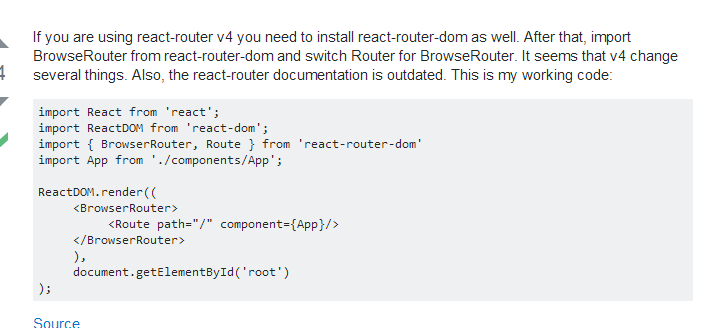 If you are using react-router v4 you need to install react-router-dom as well. After that, import
BrowseRouter from react-router-dom and switch Router for BrowseRouter. It seems that v4 change
several things. Also, the react-router documentation is outdated. This is my working code:
import React from 'react';
import ReactDOM from 'react-dom';
import { BrowserRouter, Route } from 'react-router-dom'
import App from './components/App';
ReactDOM.render((
<BrowserRouter>
<Route path="/" component={App}/>
</BrowserRouter>
),
document.getElementById('root')
);
Source